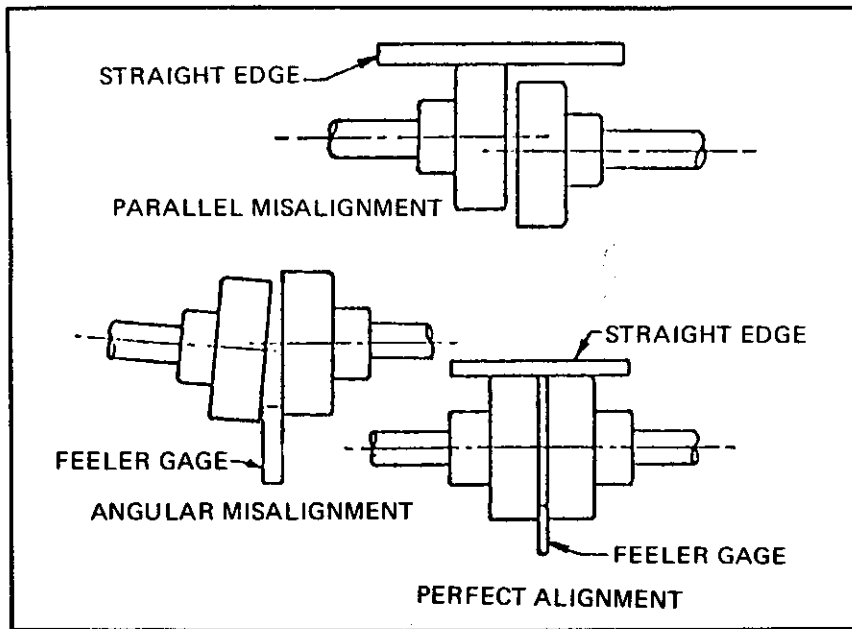 STRAIGHT EDGE
PARALLEL MISALIGNMENT
STRAIGHT EDGE
FEELER GAGE
ANGULAR MISALIGNMENT
FEELER GAGE
PERFECT ALIGNMENT